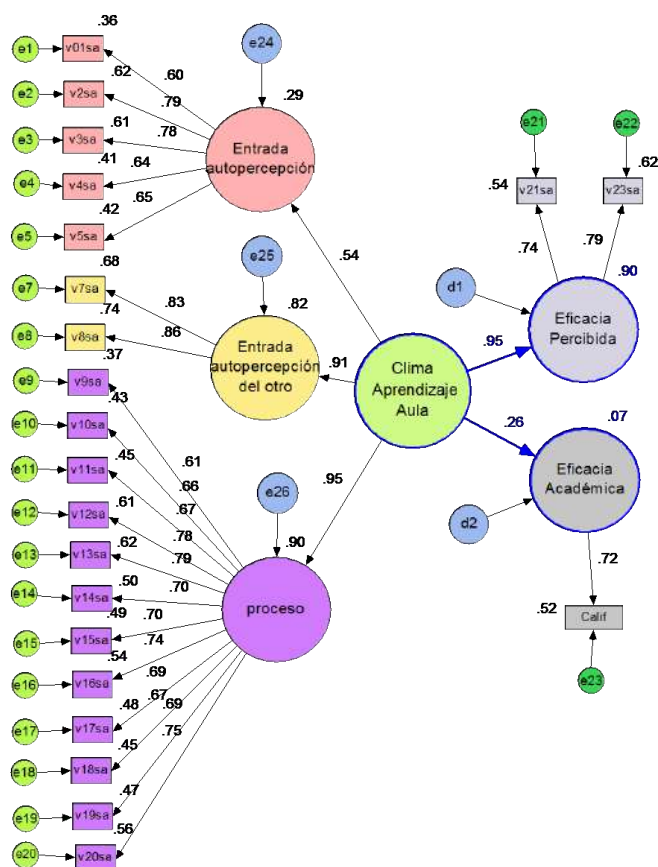 .36
e1
v01sa
.62
e2
v2sa
.61
e3
v3sa
.41
e4
v4sa
.42
e5
v5sa
.60
.79
.78
.64
.65
e24
.29
Entrada
autopercepción
.68
e7
v7sa
.74
e8
v8sa
.83
.86
e25
.82
Entrada
autopercepción
del otro
.37
e9
v9sa
.43
e10
v10sa
.45
e11
v11sa
e12
v12sa
.61
e13
v13sa
.62
e14
v14sa
.50
e15
v15sa
.49
e16
v16sa
.54
e17
v17sa
.48
e18
v18sa
.45
e19
v19sa
.47
e20
v20sa
.56
.61
.66
.67
.78
.79
.70
.70
.74
.69
.67
.69
.75
e26
.90
proceso
.54
.91
.95
Clima
Aprendizaje
Aula
.95
.26
e21
e22
.54
v21sa
.62
v23sa
.74
.79
d1
.90
Eficacia
Percibida
d2
.07
Eficacia
Académica
.72
.52
Calif
e23